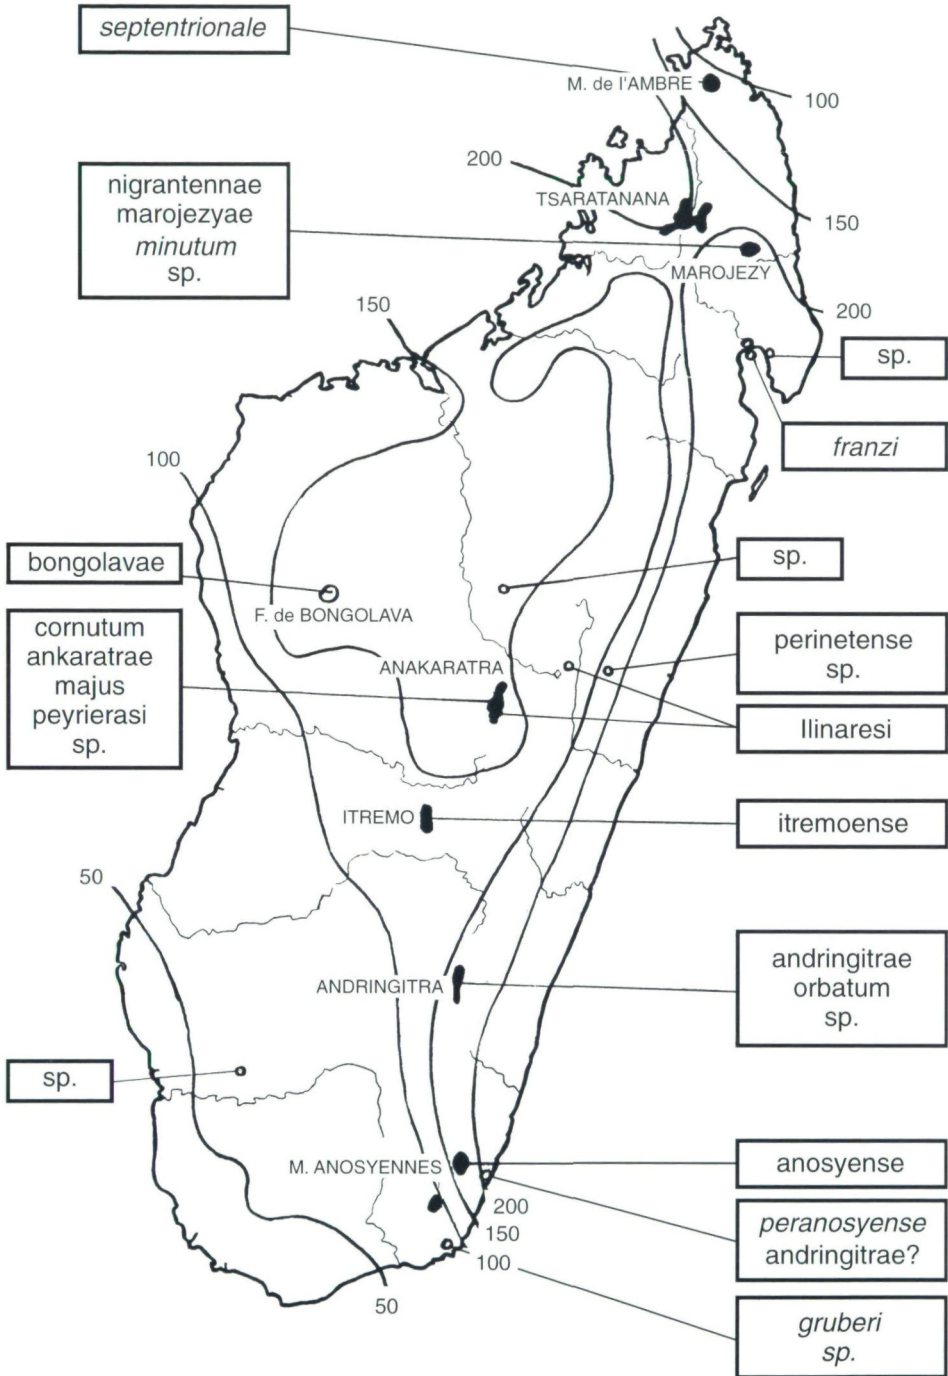 septentrionale
M. de l'AMBRE
100
200
nigrantennae
marojezyae
minutum
sp.
TSARATANANA
150
MAROJEZY
150
200
sp.
franzi
100
bongolavae
F. de BONGOLAVA
sp.
cornutum
ankaratrae
majus
peyrierasi
sp.
ANAKARATRA
perinetense
sp.
llinaresi
ITREMO
itremoense
50
ANDRINGITRA
andringitrae
orbatum
sp.
sp.
M. ANOSYENNES
anosyense
200
150
100
50
peranosyense
andringitrae?
gruberi
sp.